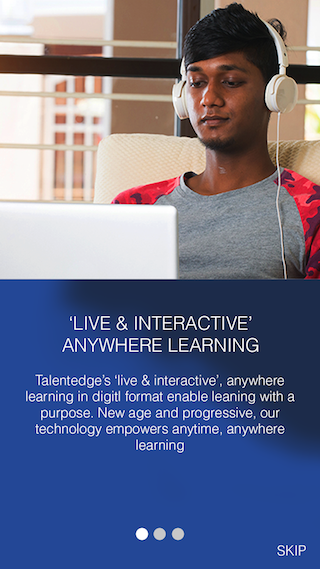 ‘LIVE & INTERACTIVE’
ANYWHERE LEARNING
Talentedge’s ‘live & interactive’, anywhere
learning in digitl format enable leaning with a
purpose. New age and progressive, our
technology empowers anytime, anywhere
learning
SKIP